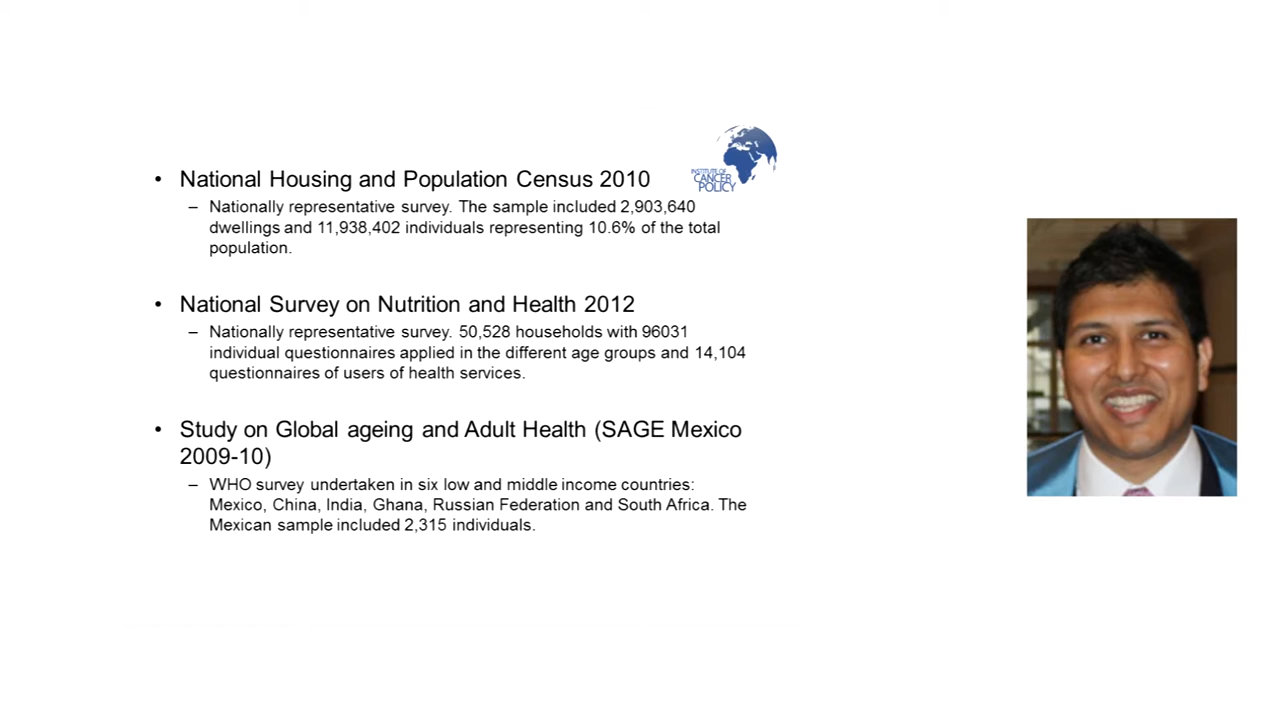 INSTITUTE OF
CANCER
POLICY
• National Housing and Population Census 2010
– Nationally representative survey. The sample included 2,903,640
dwellings and 11,938,402 individuals representing 10.6% of the total
population.
• National Survey on Nutrition and Health 2012
– Nationally representative survey. 50,528 households with 96031
individual questionnaires applied in the different age groups and 14,104
questionnaires of users of health services.
• Study on Global ageing and Adult Health (SAGE Mexico
2009-10)
– WHO survey undertaken in six low and middle income countries:
Mexico, China, India, Ghana, Russian Federation and South Africa. The
Mexican sample included 2,315 individuals.